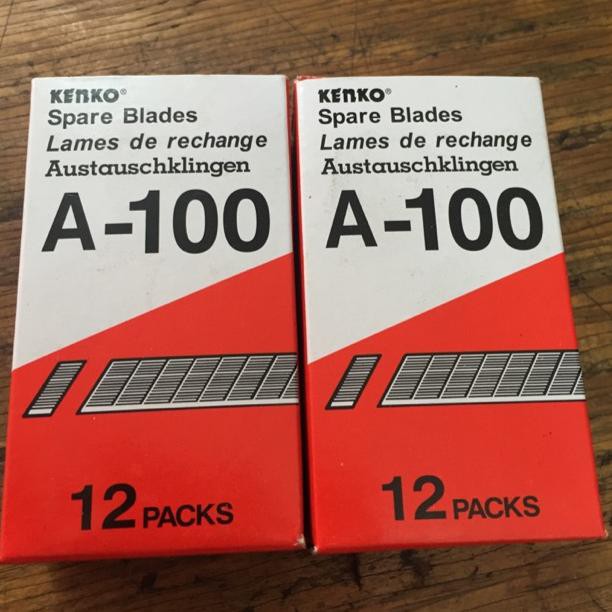 KENKO®
Spare Blades
Lames de rechange
Austauschklingen
A-100
12 PACKS
KENKO®
Spare Blades
Lames de rechange
Austauschklingen
A-100
12 PACKS